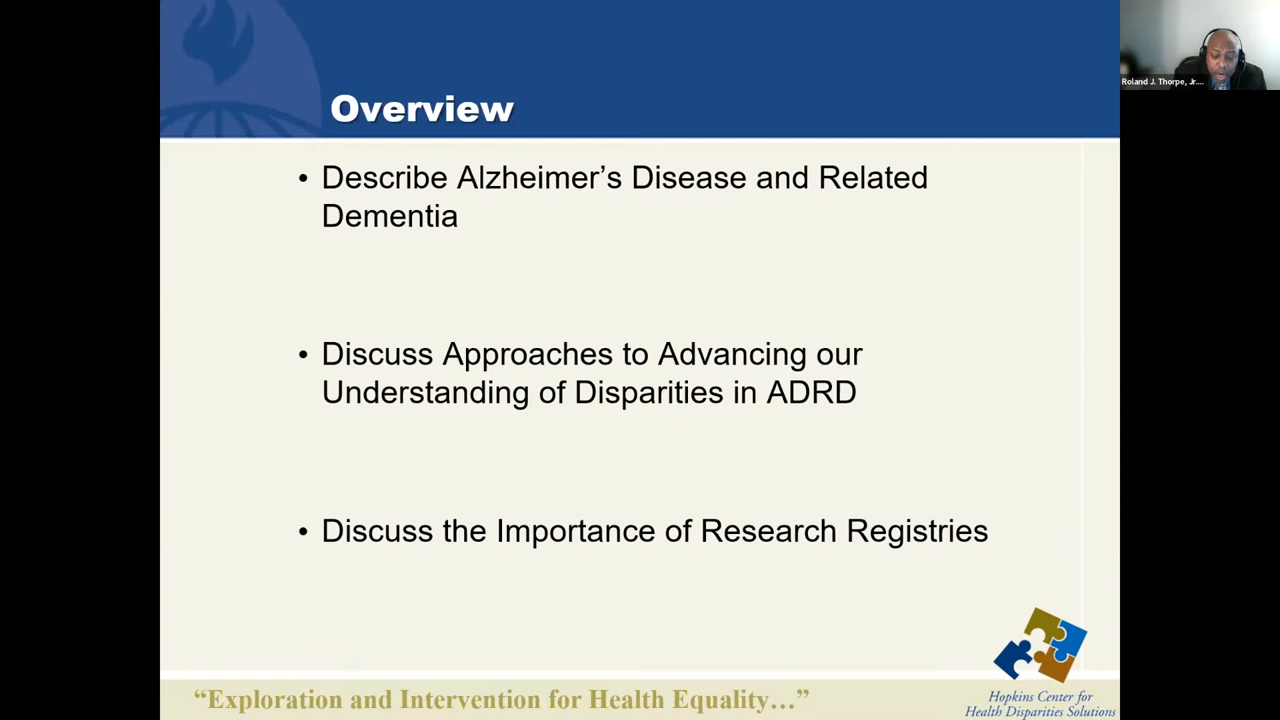 Roland J. Thorpe, Jr....
Overview
• Describe Alzheimer’s Disease and Related
Dementia
• Discuss Approaches to Advancing our
Understanding of Disparities in ADRD
• Discuss the Importance of Research Registries
“Exploration and Intervention for Health Equality…”
Hopkins Center for
Health Disparities Solutions